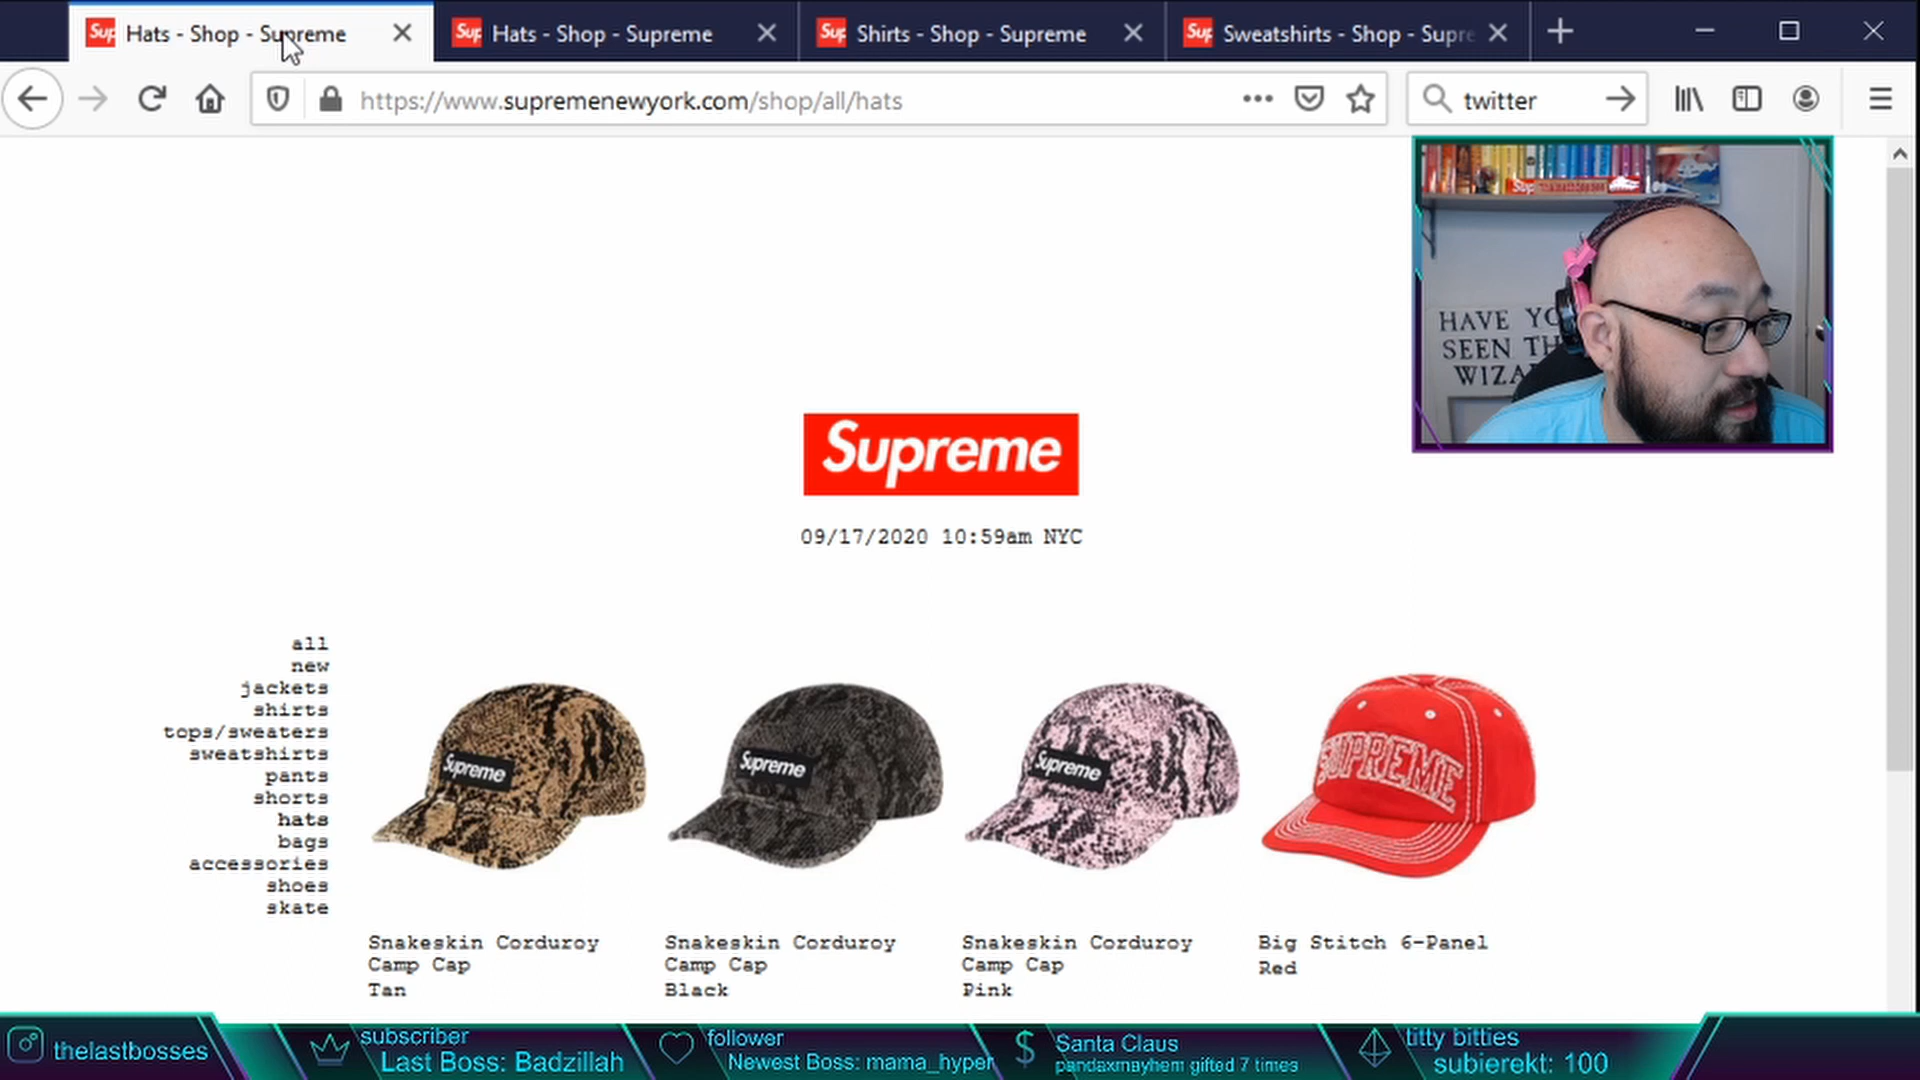 Hats - Shop - Supreme
Hats - Shop - Supreme
Shirts - Shop - Supreme
Sweatshirts - Shop - Supre
https://www.supremenewyork.com/shop/all/hats
twitter
HAVE YO
SEEN TH
WIZA
Supreme
09/17/2020 10:59am NYC
all
new
jackets
shirts
tops/sweaters
sweatshirts
pants
shorts
hats
bags
accessories
shoes
skate
Supreme
Supreme
Supreme
SUPREME
Snakeskin Corduroy
Camp Cap
Tan
Snakeskin Corduroy
Camp Cap
Black
Snakeskin Corduroy
Camp Cap
Pink
Big Stitch 6-Panel
Red
thelastbosses
subscriber
Last Boss: Badzillah
follower
Newest Boss: mama_hyper
Santa Claus
pandaxmayhem gifted 7 times
titty bitties
subierekt: 100